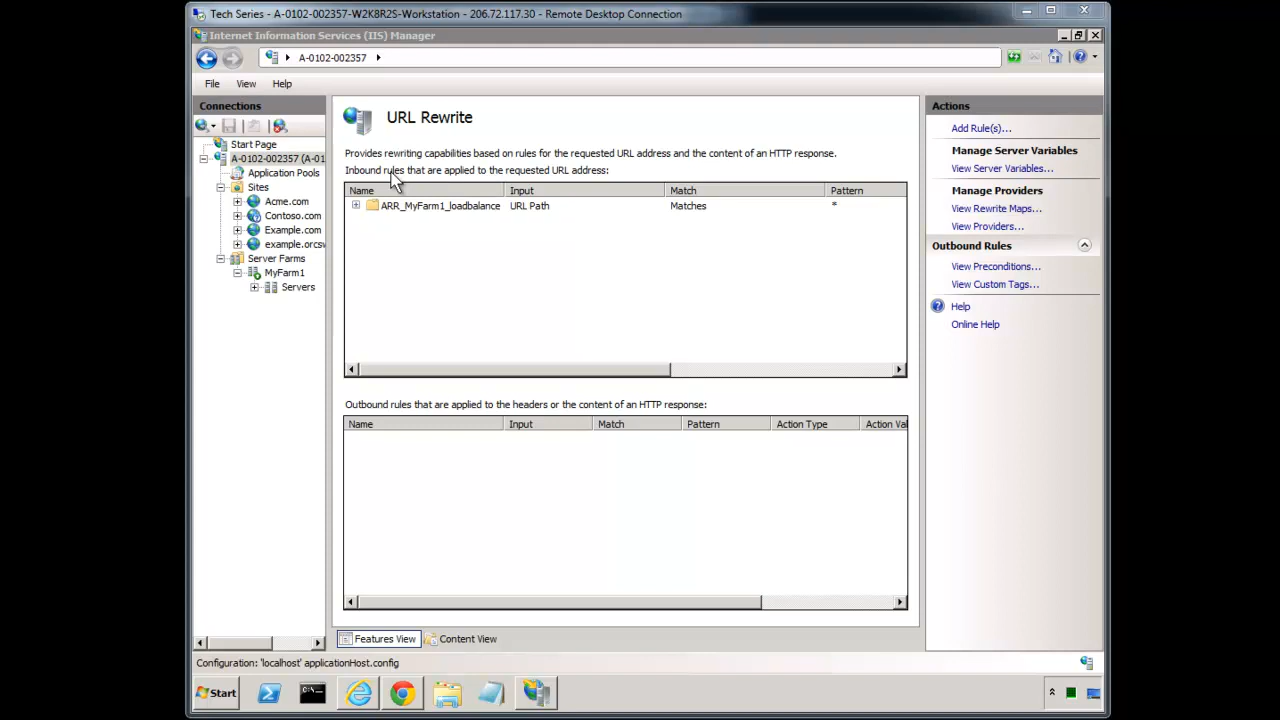 Tech Series - A-0102-002357-W2K8R2S-Workstation - 206.72.117.30 - Remote Desktop Connection
Internet Information Services (IIS) Manager
A-0102-002357
File View Help
Connections
Start Page
A-0102-002357 (A-01
Application Pools
Sites
Acme.com
Contoso.com
Example.com
example.orcsw
Server Farms
MyFarm1
Servers
URL Rewrite
Provides rewriting capabilities based on rules for the requested URL address and the content of an HTTP response.
Inbound rules that are applied to the requested URL address:
Name Input Match Pattern
ARR_MyFarm1_loadbalance URL Path Matches *
Outbound rules that are applied to the headers or the content of an HTTP response:
Name Input Match Pattern Action Type Action Val
Features View Content View
Actions
Add Rule(s)...
Manage Server Variables
View Server Variables...
Manage Providers
View Rewrite Maps...
View Providers...
Outbound Rules
View Preconditions...
View Custom Tags...
Help
Online Help
Configuration: 'localhost' applicationHost.config
Start